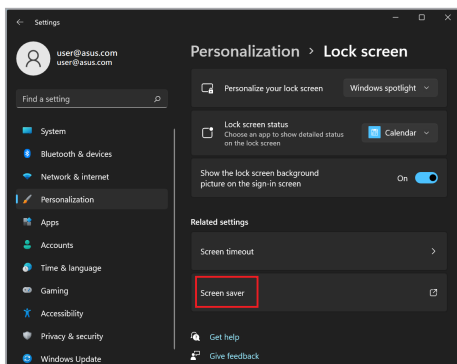 Settings
user@asus.com
user@asus.com
Find a setting
System
Bluetooth & devices
Network & internet
Personalization
Apps
Accounts
Time & language
Gaming
Accessibility
Privacy & security
Windows Update
Personalization > Lock screen
Personalize your lock screen
Windows spotlight
Lock screen status
Choose an app to show detailed status
on the lock screen
Calendar
Show the lock screen background
picture on the sign-in screen
On
Related settings
Screen timeout
Screen saver
Get help
Give feedback